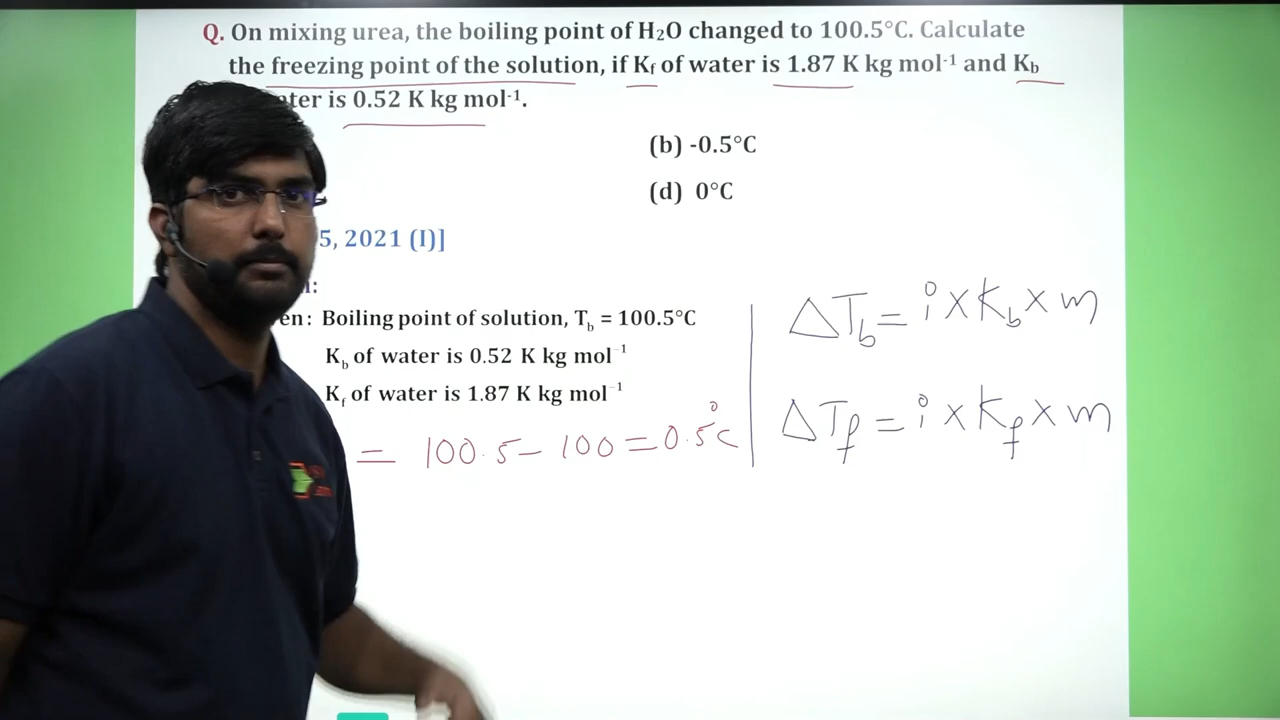 Q. On mixing urea, the boiling point of H₂O changed to 100.5°C. Calculate
the freezing point of the solution, if Kf of water is 1.87 K kg mol⁻¹ and Kb
ter is 0.52 K kg mol⁻¹.
(b) -0.5°C
(d) 0°C
5, 2021 (I)]
:
en: Boiling point of solution, Tb = 100.5°C
Kb of water is 0.52 K kg mol⁻¹
Kf of water is 1.87 K kg mol⁻¹
= 100.5 - 100 = 0.5°C
ΔTb = i × Kb × m
ΔTf = i × Kf × m